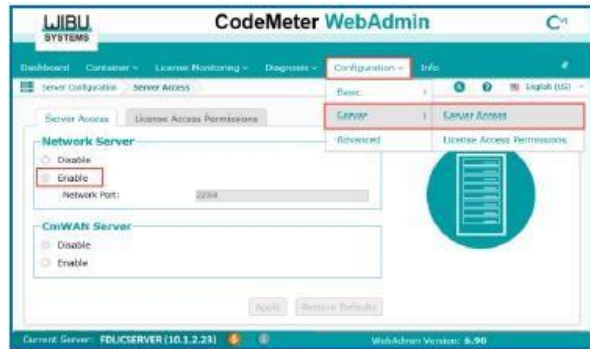 WIBU
SYSTEMS
CodeMeter WebAdmin
Dashboard Container License Monitoring Diagnosis Configuration Info
Server Configuration Server Access
Basic
English (US)
Server Access License Access Permissions
Server
Server Access
Advanced
License Access Permissions
Network Server
Disable
Enable
Network Port: 22350
CmWAN Server
Disable
Enable
Apply Restore Defaults
Current Server: FDLICSERVER (10.1.2.23)
WebAdmin Version: 6.90